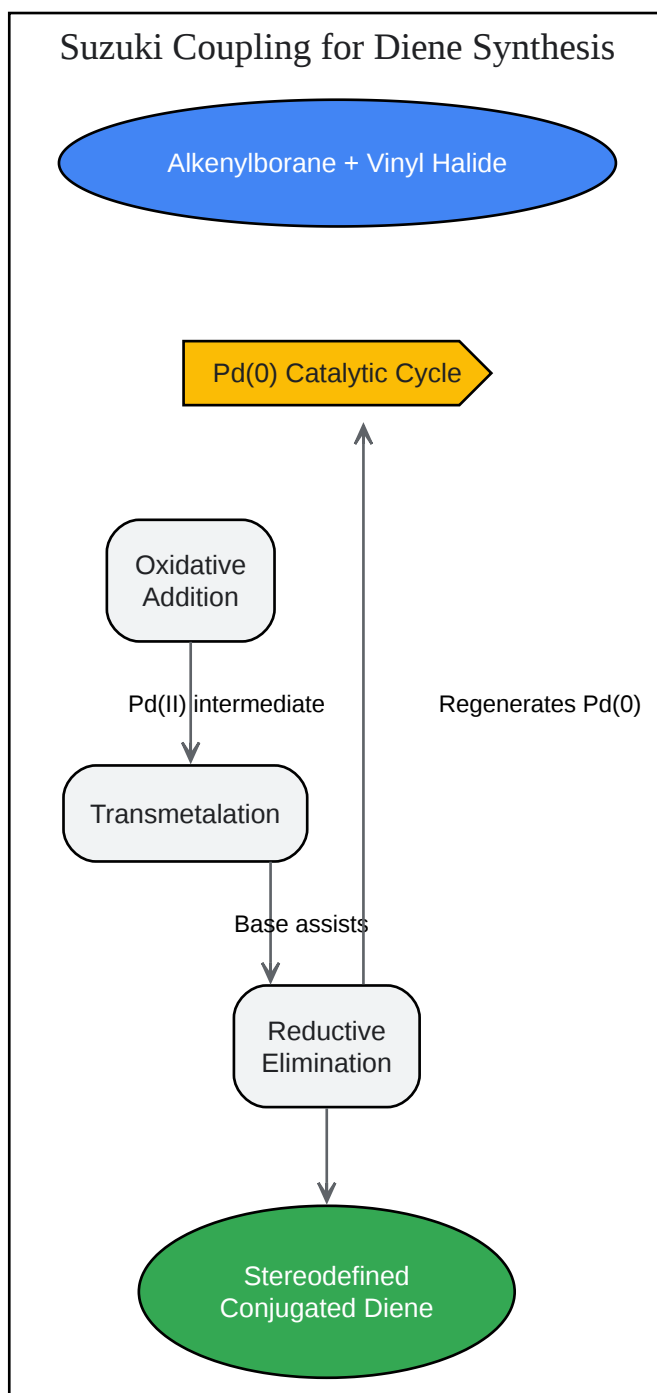 Suzuki Coupling for Diene Synthesis
Alkenylborane + Vinyl Halide
Pd(0) Catalytic Cycle
Oxidative
Addition
Pd(II) intermediate
Regenerates Pd(0)
Transmetalation
Base assists
Reductive
Elimination
Stereodefined
Conjugated Diene